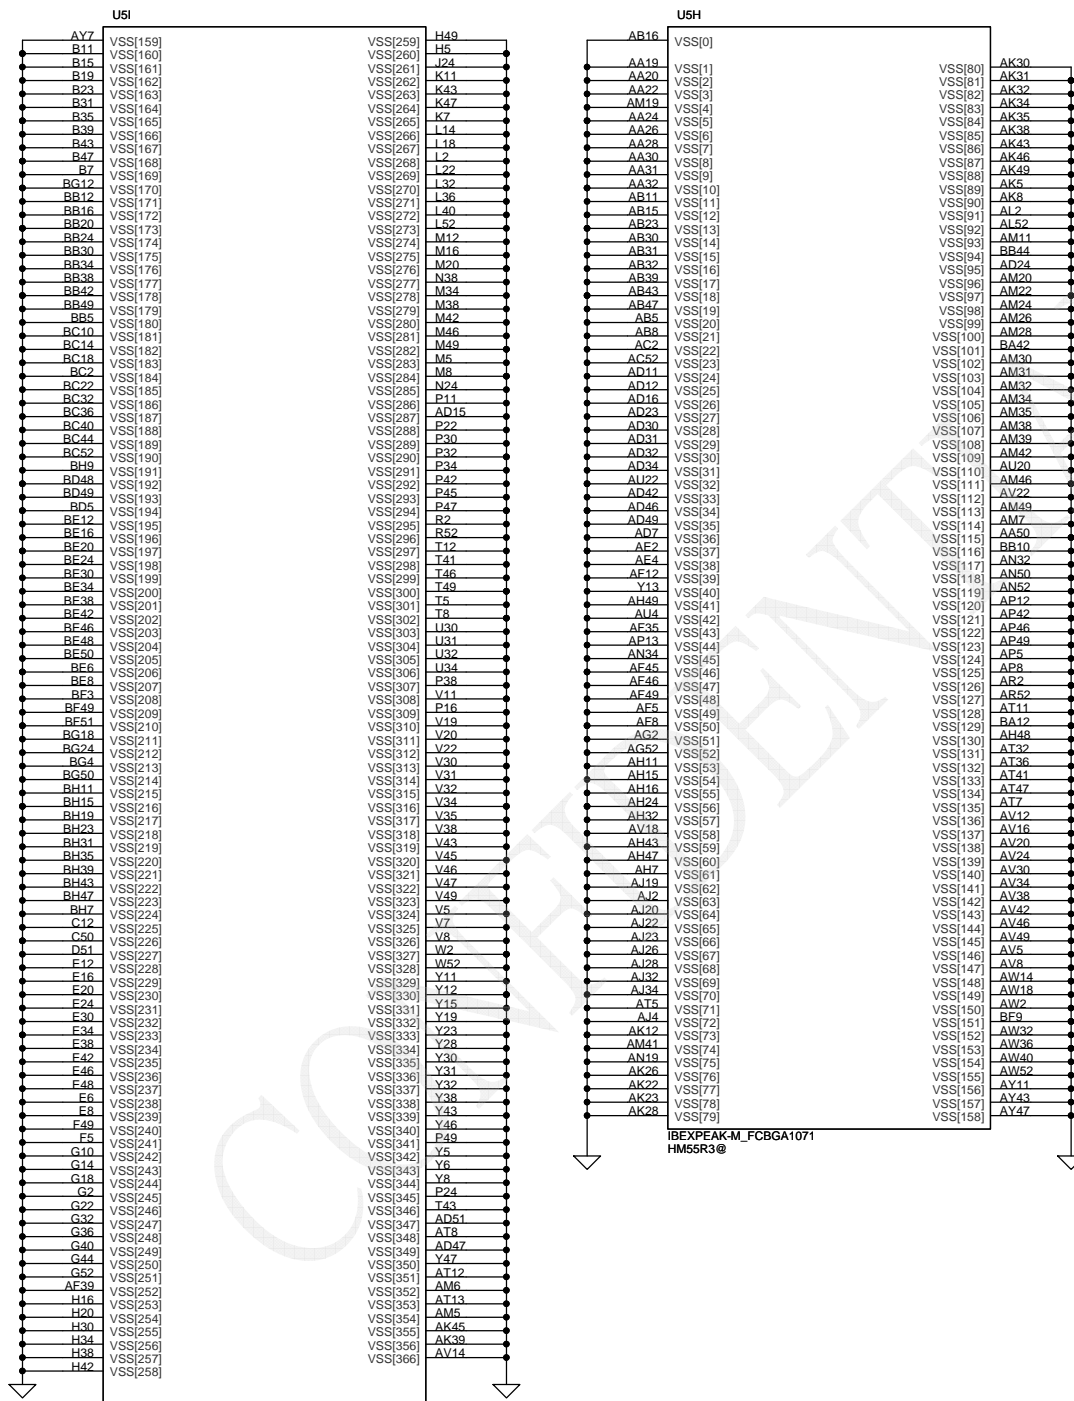 U5I
AY7 VSS[159] VSS[259] H49
B11 VSS[160] VSS[260] H5
B15 VSS[161] VSS[261] J24
B19 VSS[162] VSS[262] K11
B23 VSS[163] VSS[263] K43
B31 VSS[164] VSS[264] K47
B35 VSS[165] VSS[265] K7
B39 VSS[166] VSS[266] L14
B43 VSS[167] VSS[267] L18
B47 VSS[168] VSS[268] L2
B7 VSS[169] VSS[269] L22
BG12 VSS[170] VSS[270] L32
BB12 VSS[171] VSS[271] L36
BB16 VSS[172] VSS[272] L40
BB20 VSS[173] VSS[273] L52
BB24 VSS[174] VSS[274] M12
BB30 VSS[175] VSS[275] M16
BB34 VSS[176] VSS[276] M20
BB38 VSS[177] VSS[277] N38
BB42 VSS[178] VSS[278] M34
BB49 VSS[179] VSS[279] M38
BB5 VSS[180] VSS[280] M42
BC10 VSS[181] VSS[281] M46
BC14 VSS[182] VSS[282] M49
BC18 VSS[183] VSS[283] M5
BC2 VSS[184] VSS[284] M8
BC22 VSS[185] VSS[285] N24
BC32 VSS[186] VSS[286] P11
BC36 VSS[187] VSS[287] AD15
BC40 VSS[188] VSS[288] P22
BC44 VSS[189] VSS[289] P30
BC52 VSS[190] VSS[290] P32
BH9 VSS[191] VSS[291] P34
BD48 VSS[192] VSS[292] P42
BD49 VSS[193] VSS[293] P45
BD5 VSS[194] VSS[294] P47
BE12 VSS[195] VSS[295] R2
BE16 VSS[196] VSS[296] R52
BE20 VSS[197] VSS[297] T12
BE24 VSS[198] VSS[298] T41
BE30 VSS[199] VSS[299] T46
BE34 VSS[200] VSS[300] T49
BE38 VSS[201] VSS[301] T5
BE42 VSS[202] VSS[302] T8
BE46 VSS[203] VSS[303] U30
BE48 VSS[204] VSS[304] U31
BE50 VSS[205] VSS[305] U32
BE6 VSS[206] VSS[306] U34
BE8 VSS[207] VSS[307] P38
BF3 VSS[208] VSS[308] V11
BF49 VSS[209] VSS[309] P16
BF51 VSS[210] VSS[310] V19
BG18 VSS[211] VSS[311] V20
BG24 VSS[212] VSS[312] V22
BG4 VSS[213] VSS[313] V30
BG50 VSS[214] VSS[314] V31
BH11 VSS[215] VSS[315] V32
BH15 VSS[216] VSS[316] V34
BH19 VSS[217] VSS[317] V35
BH23 VSS[218] VSS[318] V38
BH31 VSS[219] VSS[319] V43
BH35 VSS[220] VSS[320] V45
BH39 VSS[221] VSS[321] V46
BH43 VSS[222] VSS[322] V47
BH47 VSS[223] VSS[323] V49
BH7 VSS[224] VSS[324] V5
C12 VSS[225] VSS[325] V7
C50 VSS[226] VSS[326] V8
D51 VSS[227] VSS[327] W2
E12 VSS[228] VSS[328] W52
E16 VSS[229] VSS[329] Y11
E20 VSS[230] VSS[330] Y12
E24 VSS[231] VSS[331] Y15
E30 VSS[232] VSS[332] Y19
E34 VSS[233] VSS[333] Y23
E38 VSS[234] VSS[334] Y28
E42 VSS[235] VSS[335] Y30
E46 VSS[236] VSS[336] Y31
E48 VSS[237] VSS[337] Y32
E6 VSS[238] VSS[338] Y38
E8 VSS[239] VSS[339] Y43
F49 VSS[240] VSS[340] Y46
F5 VSS[241] VSS[341] P49
G10 VSS[242] VSS[342] Y5
G14 VSS[243] VSS[343] Y6
G18 VSS[244] VSS[344] Y8
G2 VSS[245] VSS[345] P24
G22 VSS[246] VSS[346] T43
G32 VSS[247] VSS[347] AD51
G36 VSS[248] VSS[348] AT8
G40 VSS[249] VSS[349] AD47
G44 VSS[250] VSS[350] Y47
G52 VSS[251] VSS[351] AT12
AF39 VSS[252] VSS[352] AM6
H16 VSS[253] VSS[353] AT13
H20 VSS[254] VSS[354] AM5
H30 VSS[255] VSS[355] AK45
H34 VSS[256] VSS[356] AK39
H38 VSS[257] VSS[366] AV14
H42 VSS[258]
U5H
AB16 VSS[0]
AA19 VSS[1] VSS[80] AK30
AA20 VSS[2] VSS[81] AK31
AA22 VSS[3] VSS[82] AK32
AM19 VSS[4] VSS[83] AK34
AA24 VSS[5] VSS[84] AK35
AA26 VSS[6] VSS[85] AK38
AA28 VSS[7] VSS[86] AK43
AA30 VSS[8] VSS[87] AK46
AA31 VSS[9] VSS[88] AK49
AA32 VSS[10] VSS[89] AK5
AB11 VSS[11] VSS[90] AK8
AB15 VSS[12] VSS[91] AL2
AB23 VSS[13] VSS[92] AL52
AB30 VSS[14] VSS[93] AM11
AB31 VSS[15] VSS[94] BB44
AB32 VSS[16] VSS[95] AD24
AB39 VSS[17] VSS[96] AM20
AB43 VSS[18] VSS[97] AM22
AB47 VSS[19] VSS[98] AM24
AB5 VSS[20] VSS[99] AM26
AB8 VSS[21] VSS[100] AM28
AC2 VSS[22] VSS[101] BA42
AC52 VSS[23] VSS[102] AM30
AD11 VSS[24] VSS[103] AM31
AD12 VSS[25] VSS[104] AM32
AD16 VSS[26] VSS[105] AM34
AD23 VSS[27] VSS[106] AM35
AD30 VSS[28] VSS[107] AM38
AD31 VSS[29] VSS[108] AM39
AD32 VSS[30] VSS[109] AM42
AD34 VSS[31] VSS[110] AU20
AU22 VSS[32] VSS[111] AM46
AD42 VSS[33] VSS[112] AV22
AD46 VSS[34] VSS[113] AM49
AD49 VSS[35] VSS[114] AM7
AD7 VSS[36] VSS[115] AA50
AE2 VSS[37] VSS[116] BB10
AE4 VSS[38] VSS[117] AN32
AF12 VSS[39] VSS[118] AN50
Y13 VSS[40] VSS[119] AN52
AH49 VSS[41] VSS[120] AP12
AU4 VSS[42] VSS[121] AP42
AF35 VSS[43] VSS[122] AP46
AP13 VSS[44] VSS[123] AP49
AN34 VSS[45] VSS[124] AP5
AF45 VSS[46] VSS[125] AP8
AF46 VSS[47] VSS[126] AR2
AF49 VSS[48] VSS[127] AR52
AF5 VSS[49] VSS[128] AT11
AF8 VSS[50] VSS[129] BA12
AG2 VSS[51] VSS[130] AH48
AG52 VSS[52] VSS[131] AT32
AH11 VSS[53] VSS[132] AT36
AH15 VSS[54] VSS[133] AT41
AH16 VSS[55] VSS[134] AT47
AH24 VSS[56] VSS[135] AT7
AH32 VSS[57] VSS[136] AV12
AV18 VSS[58] VSS[137] AV16
AH43 VSS[59] VSS[138] AV20
AH47 VSS[60] VSS[139] AV24
AH7 VSS[61] VSS[140] AV30
AJ19 VSS[62] VSS[141] AV34
AJ2 VSS[63] VSS[142] AV38
AJ20 VSS[64] VSS[143] AV42
AJ22 VSS[65] VSS[144] AV46
AJ23 VSS[66] VSS[145] AV49
AJ26 VSS[67] VSS[146] AV5
AJ28 VSS[68] VSS[147] AV8
AJ32 VSS[69] VSS[148] AW14
AJ34 VSS[70] VSS[149] AW18
AT5 VSS[71] VSS[150] AW2
AJ4 VSS[72] VSS[151] BF9
AK12 VSS[73] VSS[152] AW32
AM41 VSS[74] VSS[153] AW36
AN19 VSS[75] VSS[154] AW40
AK26 VSS[76] VSS[155] AW52
AK22 VSS[77] VSS[156] AY11
AK23 VSS[78] VSS[157] AY43
AK28 VSS[79] VSS[158] AY47
IBEXPEAK-M_FCBGA1071
HM55R3@
CONFIDENTIA